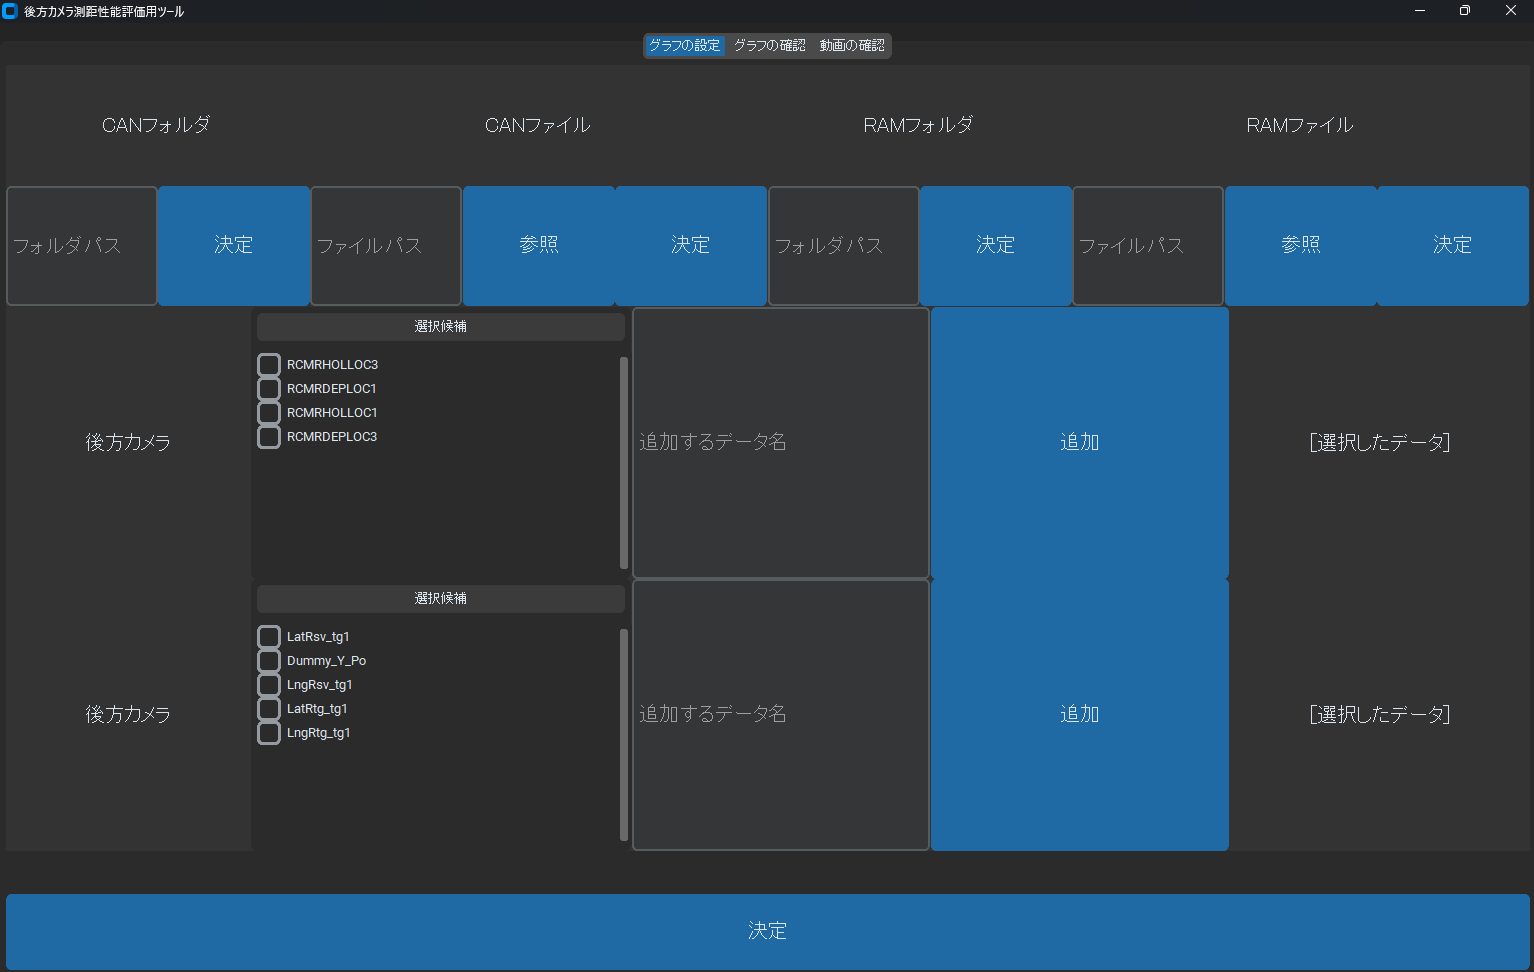 後方カメラ測距性能評価用ツール
グラフの設定 グラフの確認 動画の確認
CANフォルダ CANファイル RAMフォルダ RAMファイル
フォルダパス 決定 ファイルパス 参照 決定 フォルダパス 決定 ファイルパス 参照 決定
後方カメラ
選択候補
RCMRHOLLOC3
RCMRDEPLOC1
RCMRHOLLOC1
RCMRDEPLOC3
追加するデータ名
追加
[選択したデータ]
後方カメラ
選択候補
LatRsv_tg1
Dummy_Y_Po
LngRsv_tg1
LatRtg_tg1
LngRtg_tg1
追加するデータ名
追加
[選択したデータ]
決定